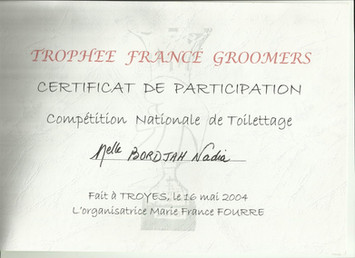 TROPHEE FRANCE GROOMERS
CERTIFICAT DE PARTICIPATION
Compétition Nationale de Toilettage
Melle BORDJAH Nadia
Fait à TROYES, le 16 mai 2004
L'organisatrice Marie France FOURRE